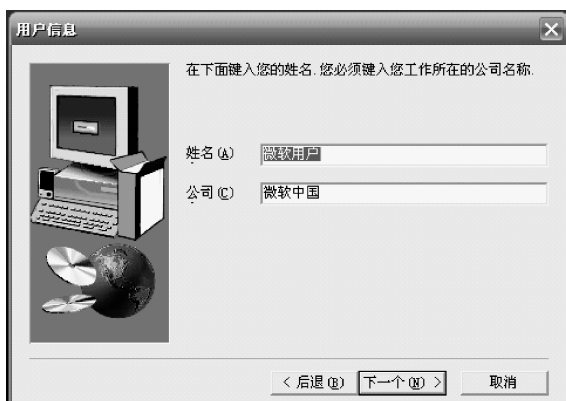 用户信息
在下面键入您的姓名.您必须键入您工作所在的公司名称.
姓名(A) 微软用户
公司(C) 微软中国
< 后退(B) 下一个(N) > 取消